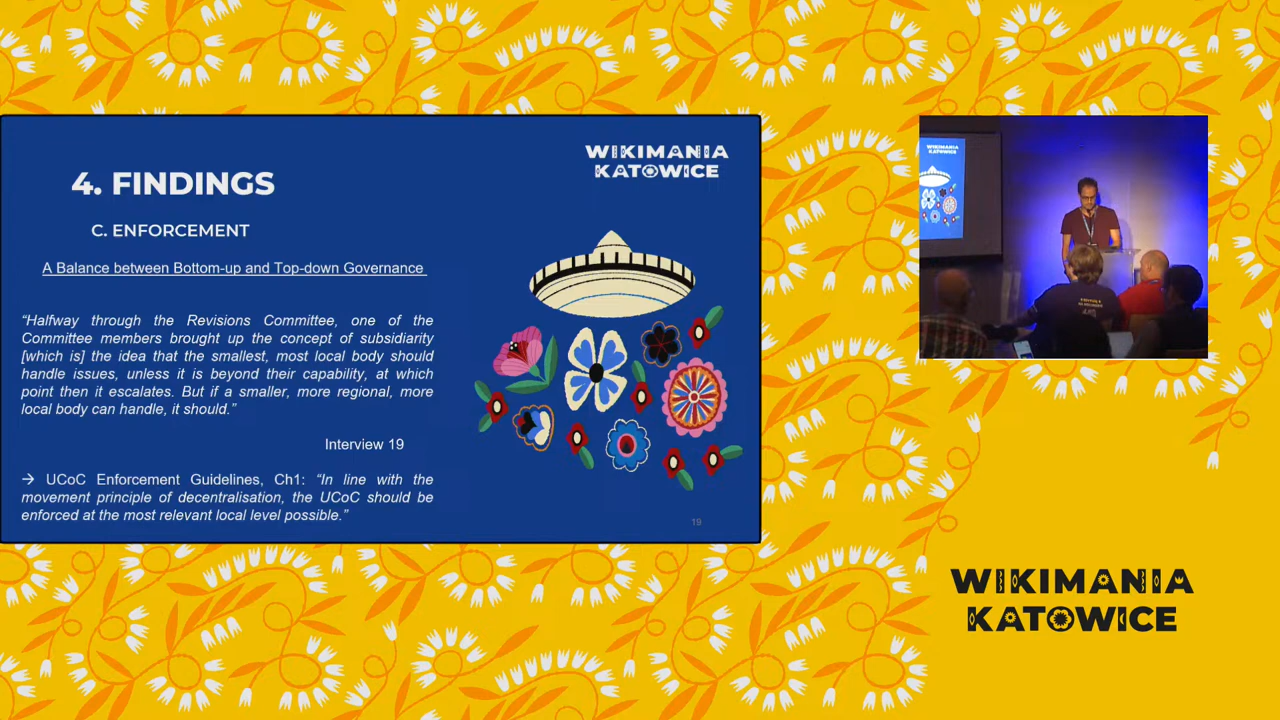 WIKIMANIA
KATOWICE
4. FINDINGS
C. ENFORCEMENT
A Balance between Bottom-up and Top-down Governance
“Halfway through the Revisions Committee, one of the
Committee members brought up the concept of subsidiarity
[which is] the idea that the smallest, most local body should
handle issues, unless it is beyond their capability, at which
point then it escalates. But if a smaller, more regional, more
local body can handle, it should.”
Interview 19
→ UCoC Enforcement Guidelines, Ch1: “In line with the
movement principle of decentralisation, the UCoC should be
enforced at the most relevant local level possible.”
19
WIKIMANIA
KATOWICE
WIKIMANIA
KATOWICE